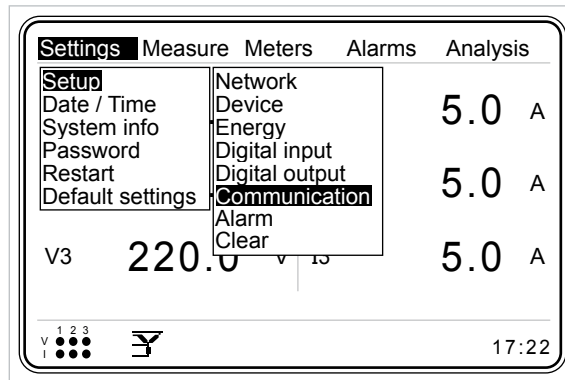 Settings Measure Meters Alarms Analysis
Setup
Date / Time
System info
Password
Restart
Default settings
Network
Device
Energy
Digital input
Digital output
Communication
Alarm
Clear
5.0 A
5.0 A
V3 220.0 V I3 5.0 A
1 2 3
V
I
17:22